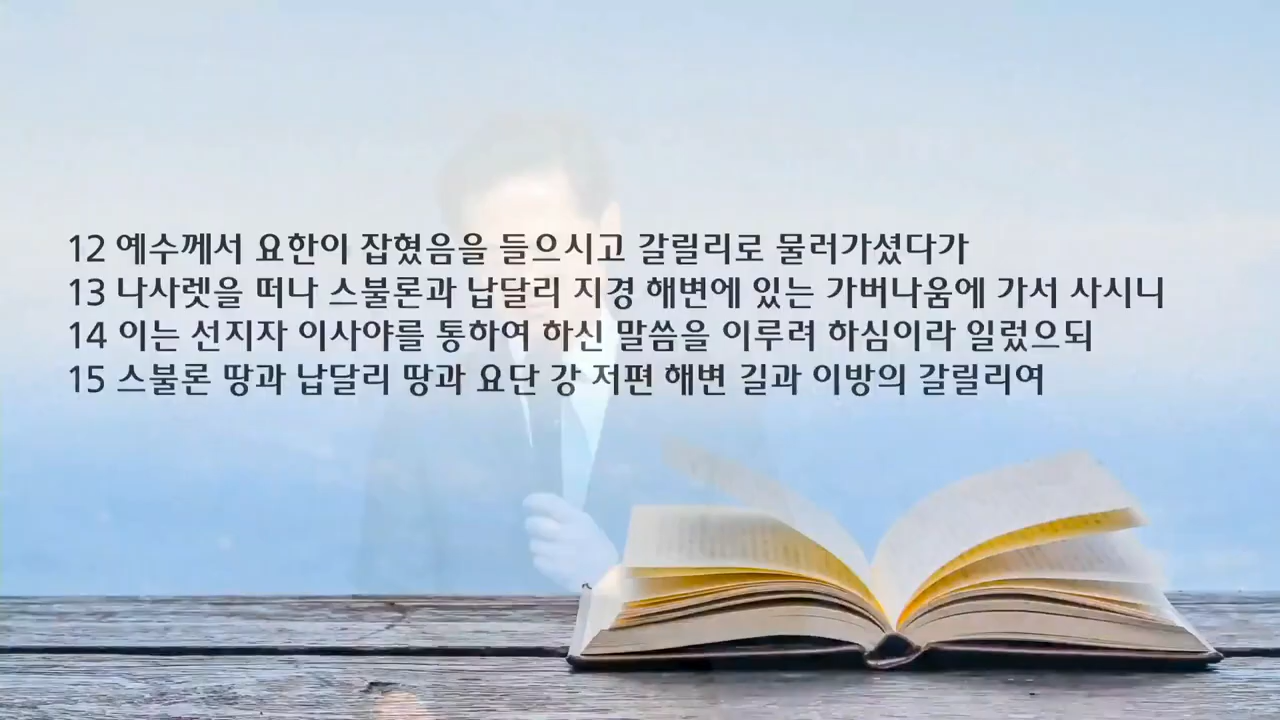 12 예수께서 요한이 잡혔음을 들으시고 갈릴리로 물러가셨다가
13 나사렛을 떠나 스불론과 납달리 지경 해변에 있는 가버나움에 가서 사시니
14 이는 선지자 이사야를 통하여 하신 말씀을 이루려 하심이라 일렀으되
15 스불론 땅과 납달리 땅과 요단 강 저편 해변 길과 이방의 갈릴리여